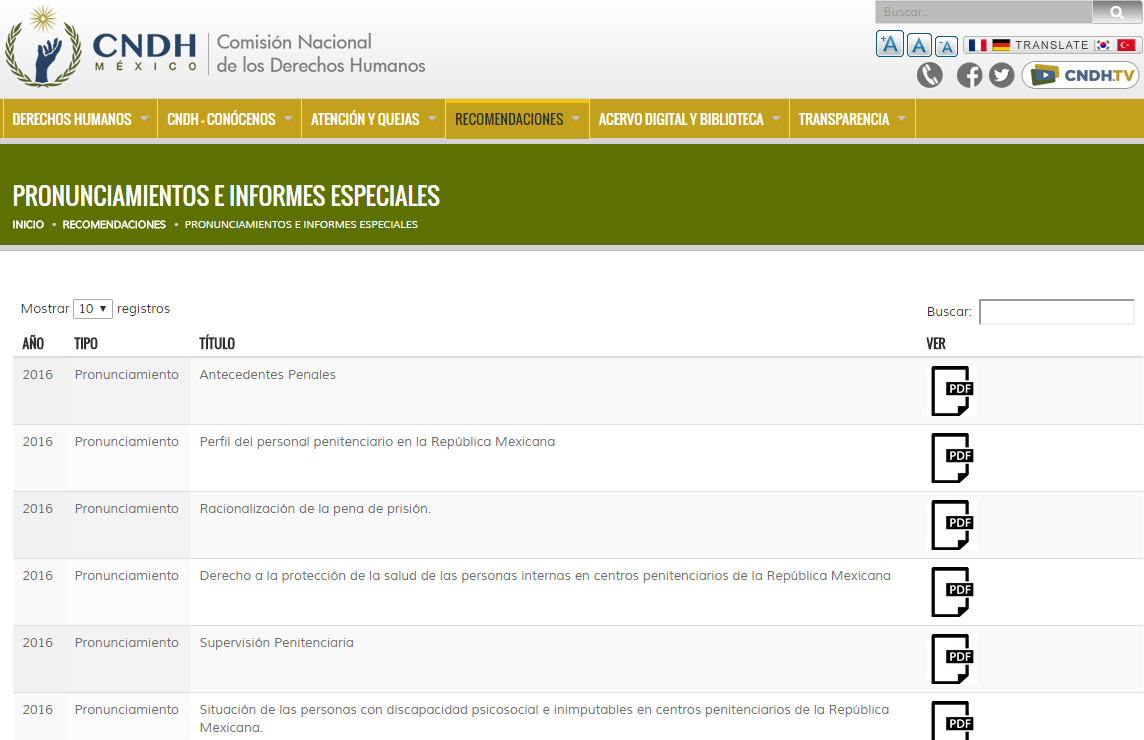 Buscar...
CNDH
MÉXICO
Comisión Nacional
de los Derechos Humanos
+A A -A TRANSLATE
CNDH.TV
DERECHOS HUMANOS CNDH - CONÓCENOS ATENCIÓN Y QUEJAS RECOMENDACIONES ACERVO DIGITAL Y BIBLIOTECA TRANSPARENCIA
PRONUNCIAMIENTOS E INFORMES ESPECIALES
INICIO • RECOMENDACIONES • PRONUNCIAMIENTOS E INFORMES ESPECIALES
Mostrar 10 registros Buscar:
AÑO TIPO TÍTULO VER
2016 Pronunciamiento Antecedentes Penales PDF
2016 Pronunciamiento Perfil del personal penitenciario en la República Mexicana PDF
2016 Pronunciamiento Racionalización de la pena de prisión. PDF
2016 Pronunciamiento Derecho a la protección de la salud de las personas internas en centros penitenciarios de la República Mexicana PDF
2016 Pronunciamiento Supervisión Penitenciaria PDF
2016 Pronunciamiento Situación de las personas con discapacidad psicosocial e inimputables en centros penitenciarios de la República PDF
Mexicana.